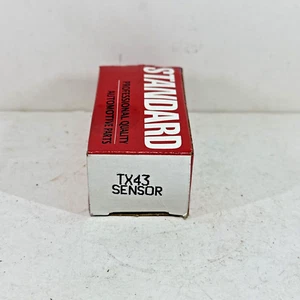 STANDARD
PROFESSIONAL QUALITY
AUTOMOTIVE PARTS
TX43
SENSOR